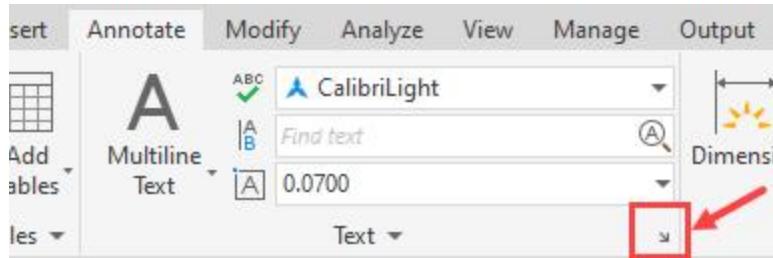 sert Annotate Modify Analyze View Manage Output
A ABC CalibriLight
A B Find text A
Add Multiline Dimensi
ables Text A 0.0700
les Text